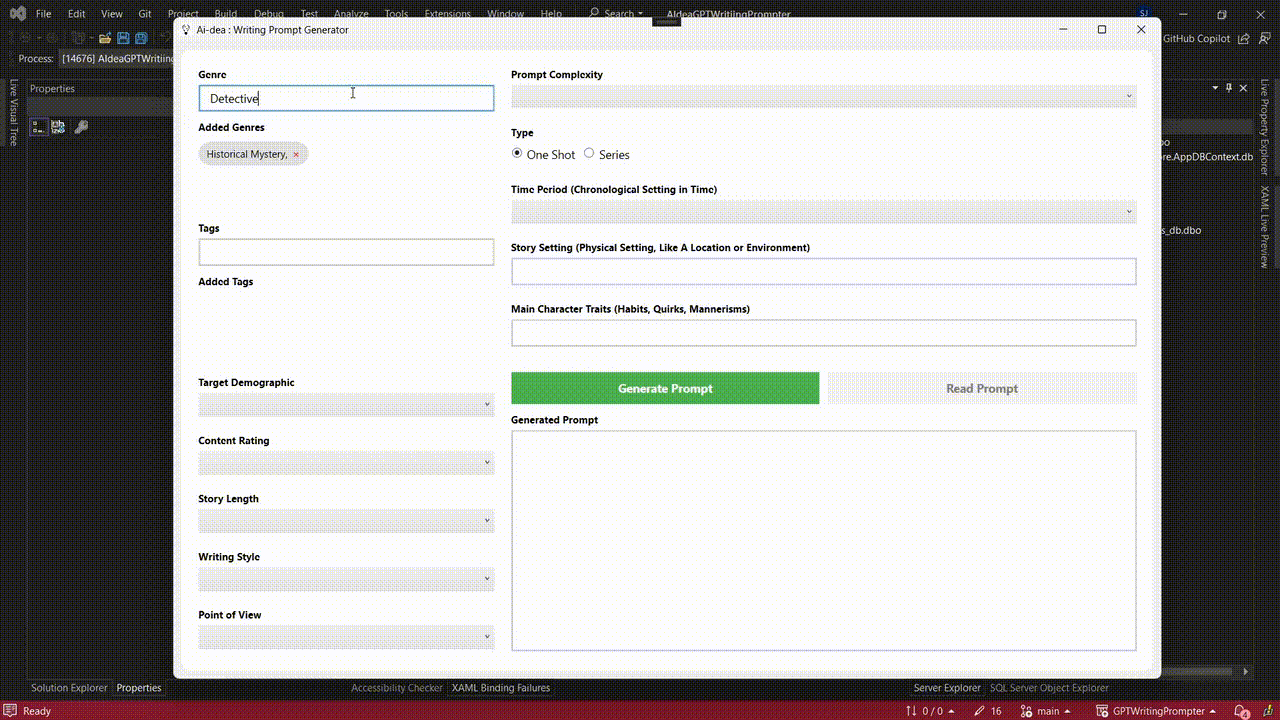 File Edit View Git Project Build Debug Test Analyze Tools Extensions Window Help Search AIdeaGPTWritiingPrompter SJ
GitHub Copilot
Process: [14676] AIdeaGPTWritiing
Live Visual Tree
Properties
Ai-dea : Writing Prompt Generator
Genre
Detective
Added Genres
Historical Mystery, ×
Tags
Added Tags
Target Demographic
Content Rating
Story Length
Writing Style
Point of View
Prompt Complexity
Type
One Shot Series
Time Period (Chronological Setting in Time)
Story Setting (Physical Setting, Like A Location or Environment)
Main Character Traits (Habits, Quirks, Mannerisms)
Generate Prompt Read Prompt
Generated Prompt
bo
re.AppDBContext.db
s_db.dbo
Live Property Explorer
XAML Live Preview
Solution Explorer Properties Accessibility Checker XAML Binding Failures Server Explorer SQL Server Object Explorer
Ready 0 / 0 16 main GPTWritingPrompter 4